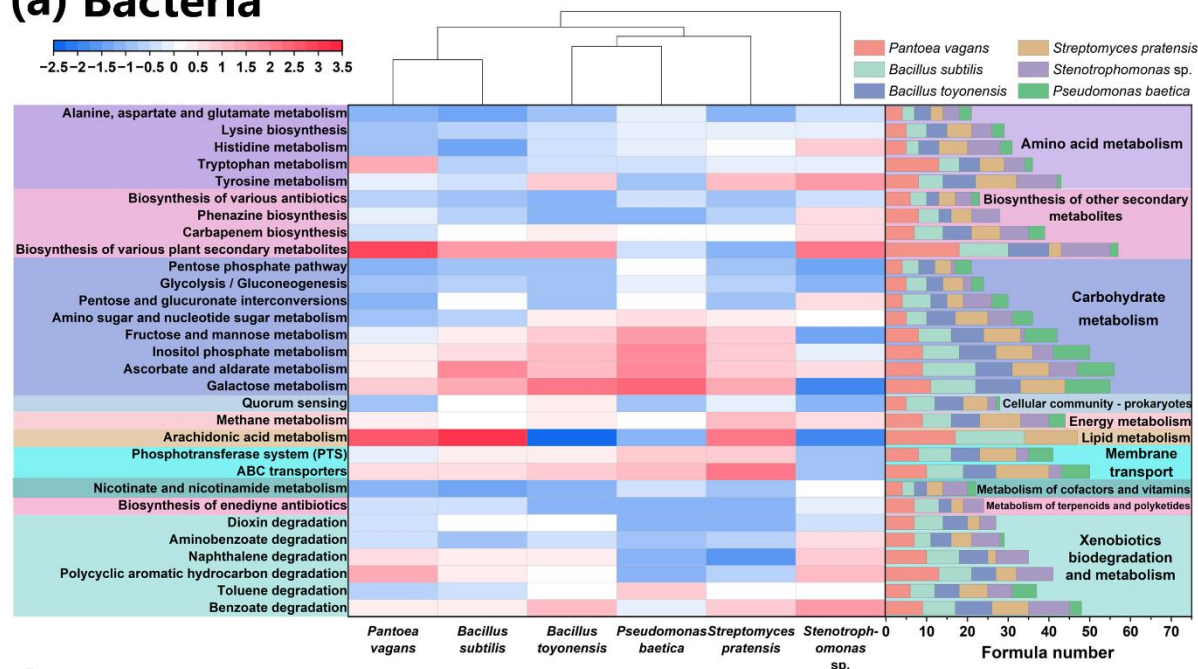 (a) Bacteria
−2.5−2−1.5−1−0.5 0 0.5 1 1.5 2 2.5 3 3.5
Pantoea vagans
Streptomyces pratensis
Bacillus subtilis
Stenotrophomonas sp.
Bacillus toyonensis
Pseudomonas baetica
Alanine, aspartate and glutamate metabolism
Lysine biosynthesis
Histidine metabolism
Tryptophan metabolism
Tyrosine metabolism
Biosynthesis of various antibiotics
Phenazine biosynthesis
Carbapenem biosynthesis
Biosynthesis of various plant secondary metabolites
Pentose phosphate pathway
Glycolysis / Gluconeogenesis
Pentose and glucuronate interconversions
Amino sugar and nucleotide sugar metabolism
Fructose and mannose metabolism
Inositol phosphate metabolism
Ascorbate and aldarate metabolism
Galactose metabolism
Quorum sensing
Methane metabolism
Arachidonic acid metabolism
Phosphotransferase system (PTS)
ABC transporters
Nicotinate and nicotinamide metabolism
Biosynthesis of enediyne antibiotics
Dioxin degradation
Aminobenzoate degradation
Naphthalene degradation
Polycyclic aromatic hydrocarbon degradation
Toluene degradation
Benzoate degradation
Amino acid metabolism
Biosynthesis of other secondary
metabolites
Carbohydrate
metabolism
Cellular community - prokaryotes
Energy metabolism
Lipid metabolism
Membrane
transport
Metabolism of cofactors and vitamins
Metabolism of terpenoids and polyketides
Xenobiotics
biodegradation
and metabolism
Pantoea
vagans
Bacillus
subtilis
Bacillus
toyonensis
Pseudomonas
baetica
Streptomyces
pratensis
Stenotroph-
omonas
sp.
0 10 20 30 40 50 60 70
Formula number